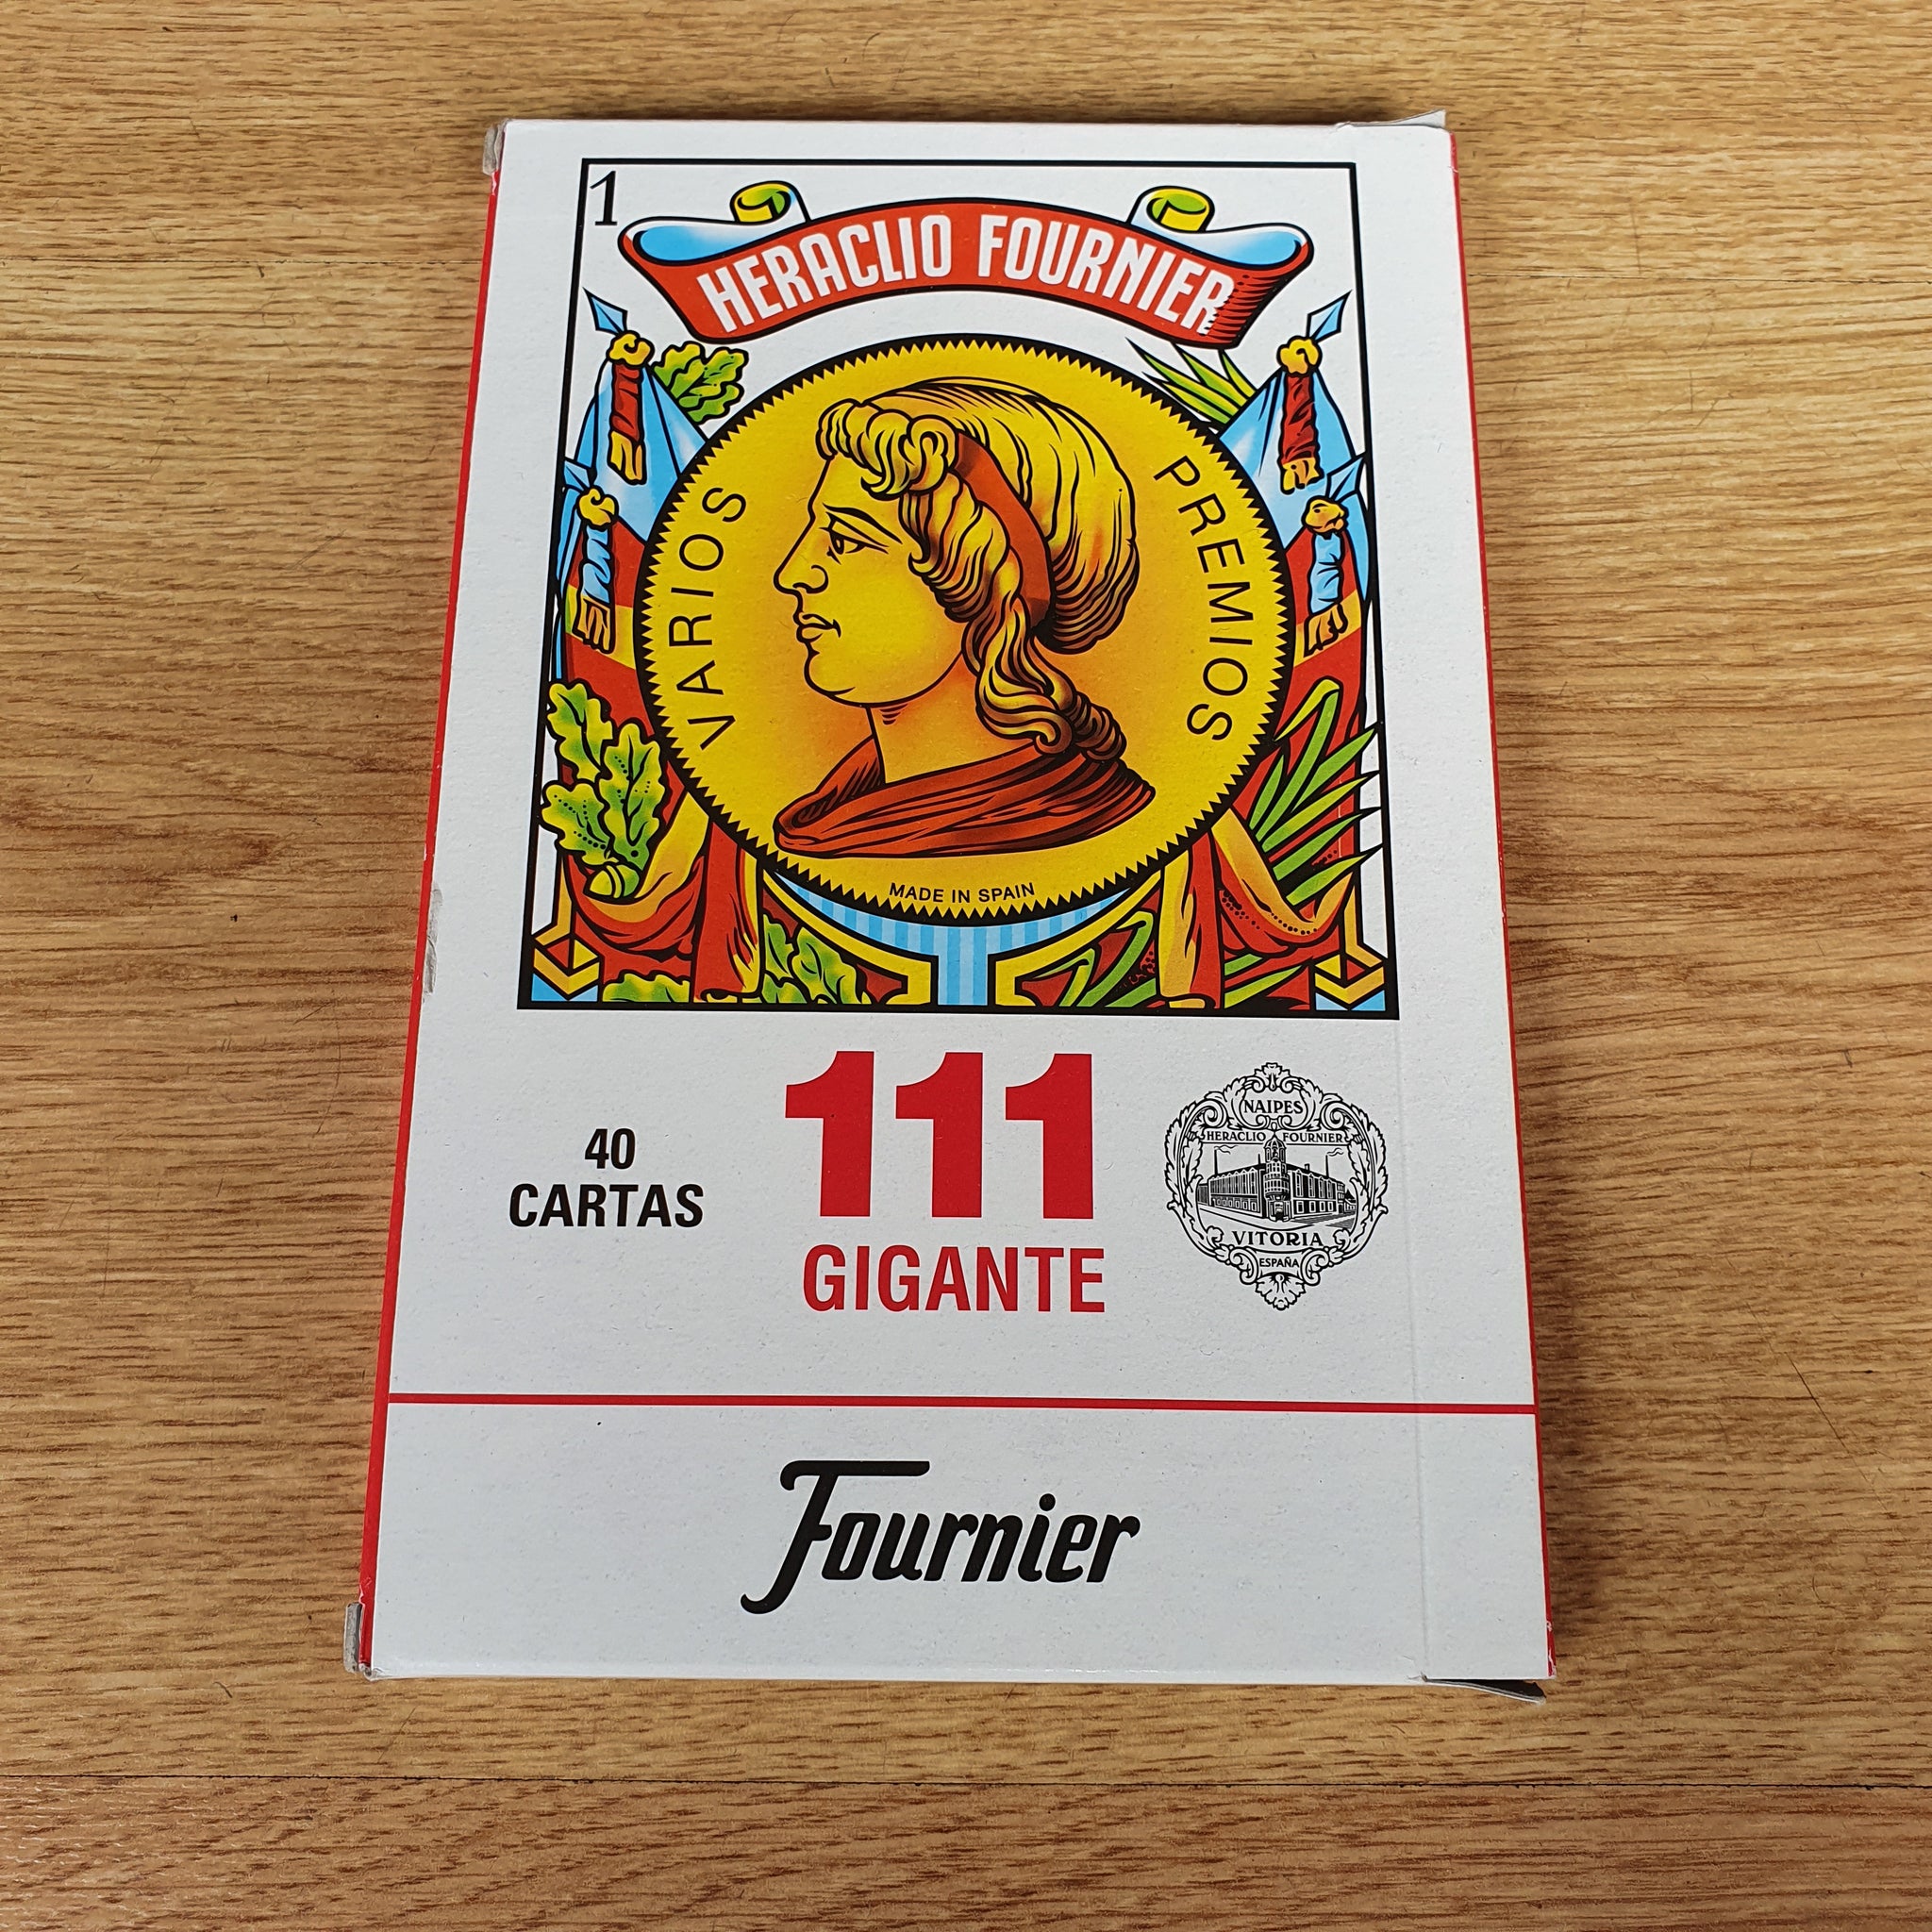 1
HERACLIO FOURNIER
VARIOS
PREMIOS
MADE IN SPAIN
40
CARTAS
111
GIGANTE
NAIPES
HERACLIO FOURNIER
VITORIA
ESPAÑA
Fournier